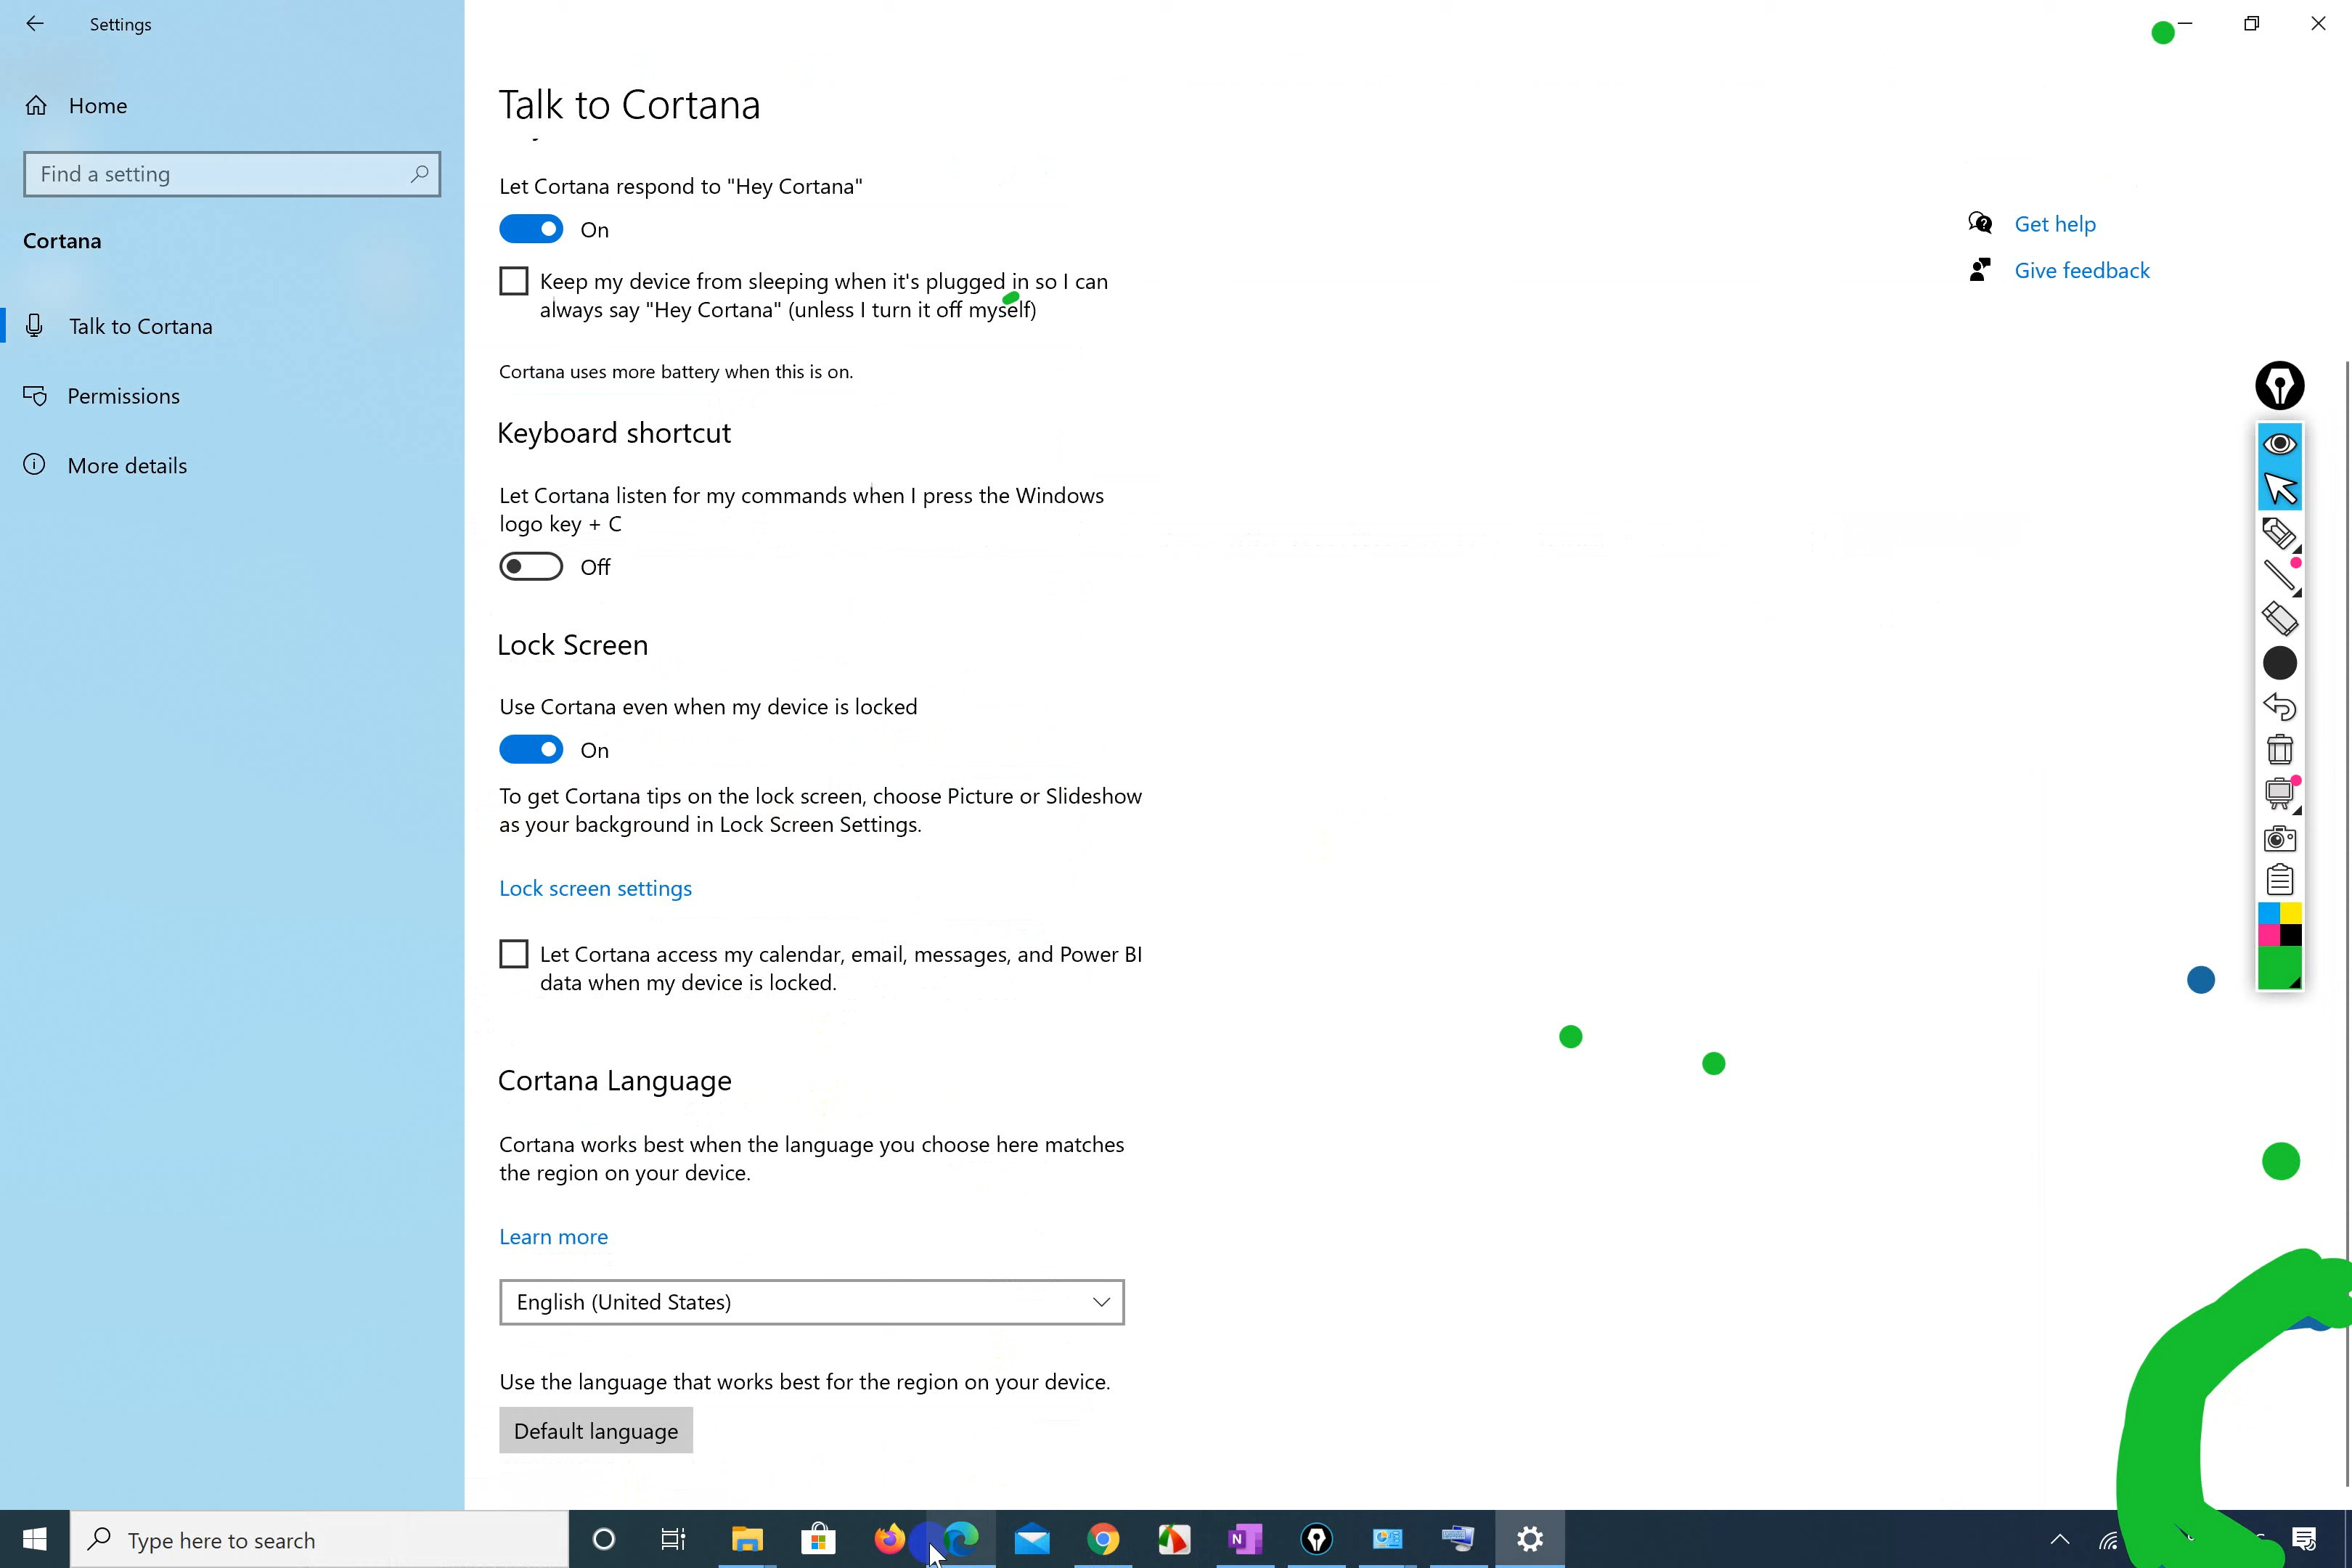 Settings
Home
Find a setting
Cortana
Talk to Cortana
Permissions
More details
Talk to Cortana
Let Cortana respond to "Hey Cortana"
On
Keep my device from sleeping when it's plugged in so I can
always say "Hey Cortana" (unless I turn it off myself)
Cortana uses more battery when this is on.
Keyboard shortcut
Let Cortana listen for my commands when I press the Windows
logo key + C
Off
Lock Screen
Use Cortana even when my device is locked
On
To get Cortana tips on the lock screen, choose Picture or Slideshow
as your background in Lock Screen Settings.
Lock screen settings
Let Cortana access my calendar, email, messages, and Power BI
data when my device is locked.
Cortana Language
Cortana works best when the language you choose here matches
the region on your device.
Learn more
English (United States)
Use the language that works best for the region on your device.
Default language
Get help
Give feedback
Type here to search